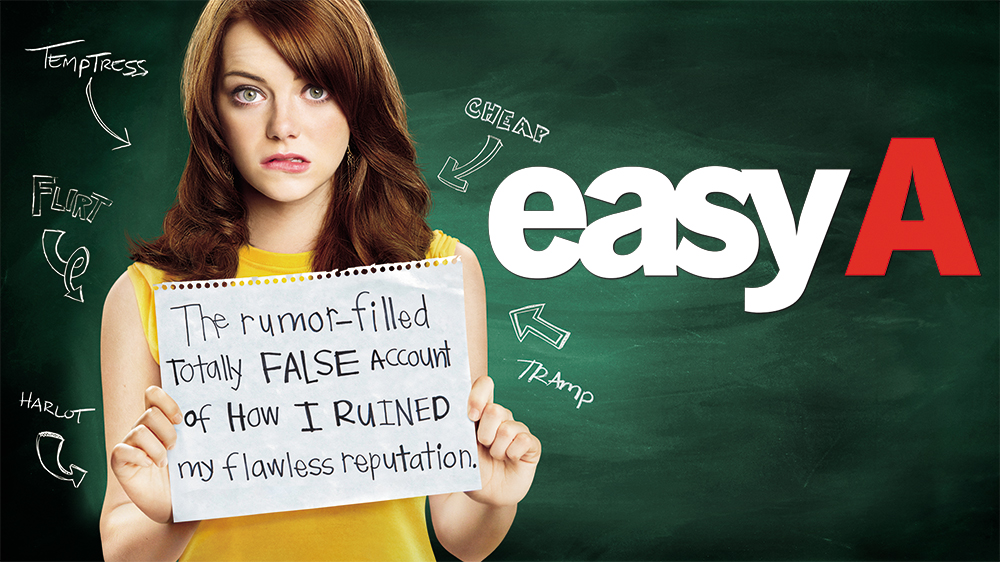 TEMPTRESS
CHEAP
FLIRT
easy A
The rumor-filled
Totally FALSE Account
of How I RUINED
my flawless reputation.
TRAMP
HARLOT